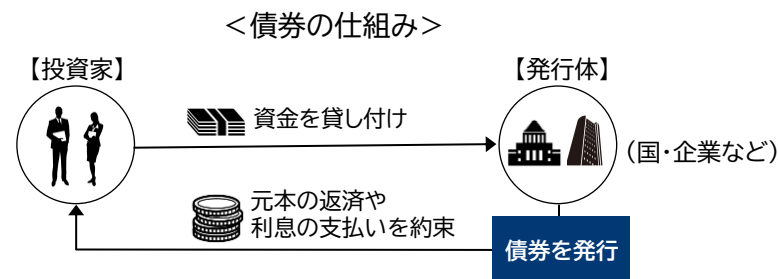 ＜債券の仕組み＞
【投資家】
【発行体】
資金を貸し付け
（国・企業など）
元本の返済や
利息の支払いを約束
債券を発行